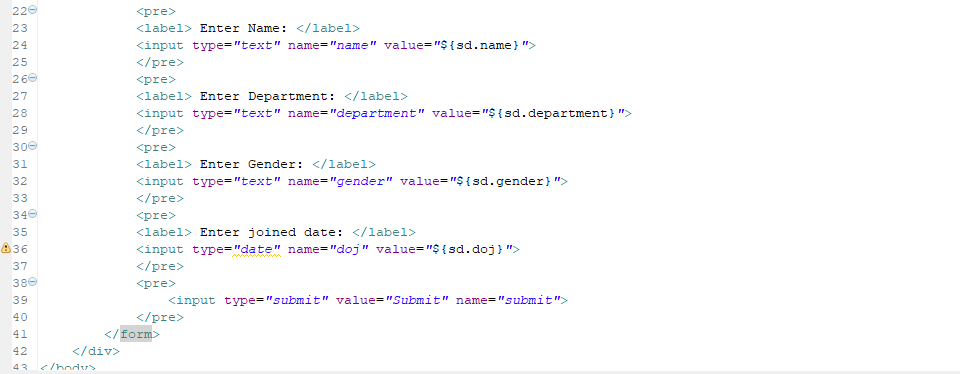 22 <pre>
23 <label> Enter Name: </label>
24 <input type="text" name="name" value="${sd.name}">
25 </pre>
26 <pre>
27 <label> Enter Department: </label>
28 <input type="text" name="department" value="${sd.department}">
29 </pre>
30 <pre>
31 <label> Enter Gender: </label>
32 <input type="text" name="gender" value="${sd.gender}">
33 </pre>
34 <pre>
35 <label> Enter joined date: </label>
36 <input type="date" name="doj" value="${sd.doj}">
37 </pre>
38 <pre>
39 <input type="submit" value="Submit" name="submit">
40 </pre>
41 </form>
42 </div>
43 </body>